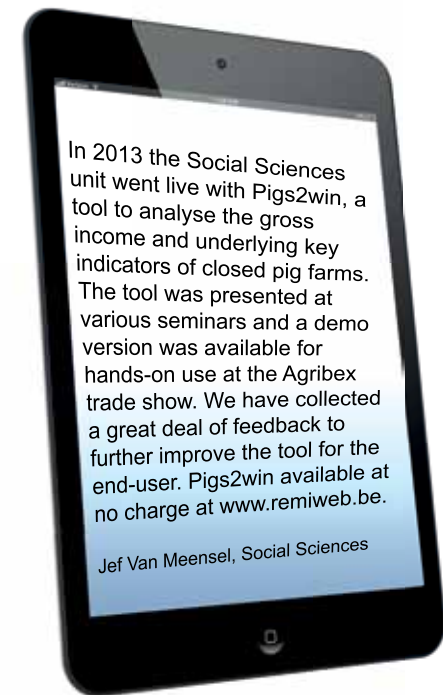 In 2013 the Social Sciences
unit went live with Pigs2win, a
tool to analyse the gross
income and underlying key
indicators of closed pig farms.
The tool was presented at
various seminars and a demo
version was available for
hands-on use at the Agribex
trade show. We have collected
a great deal of feedback to
further improve the tool for the
end-user. Pigs2win available at
no charge at www.remiweb.be.
Jef Van Meensel, Social Sciences